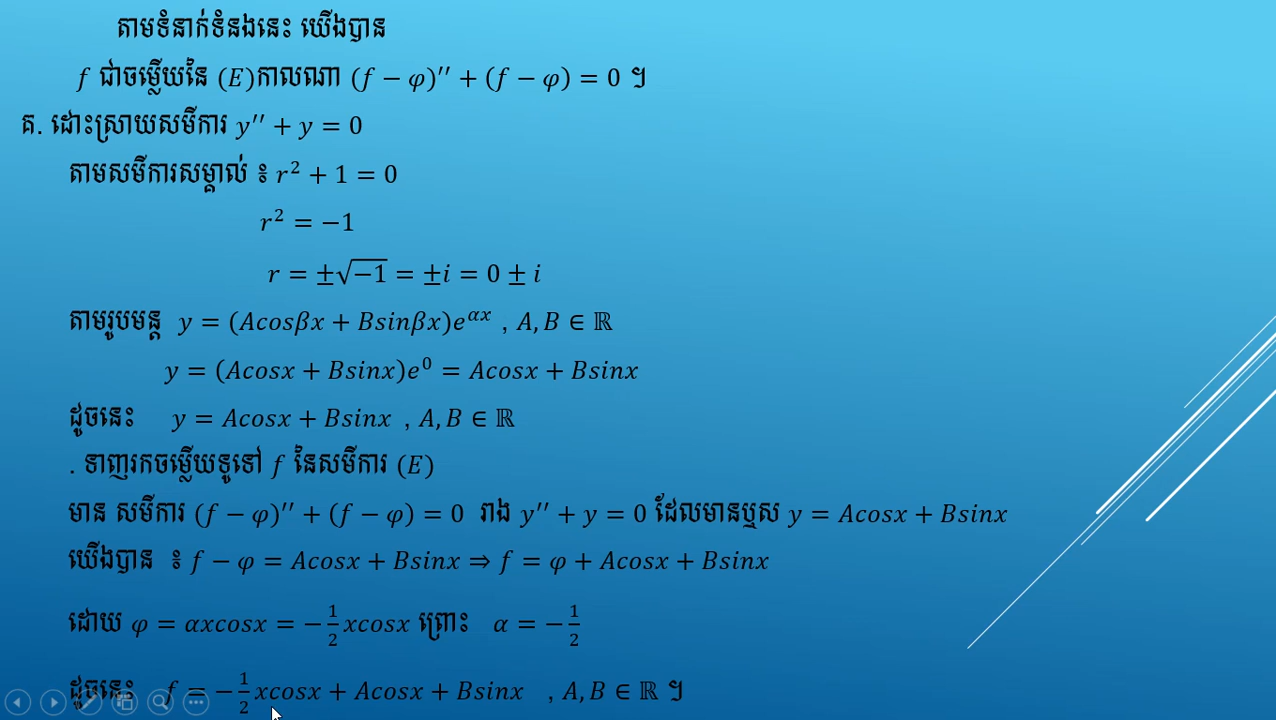 តាមទំនាក់ទំនងនេះ យើងបាន
f ជាចម្លើយនៃ (E)កាលណា (f − φ)′′ + (f − φ) = 0 ។
គ. ដោះស្រាយសមីការ y′′ + y = 0
តាមសមីការសម្គាល់ ៖ r² + 1 = 0
r² = −1
r = ±√−1 = ±i = 0 ± i
តាមរូបមន្ត y = (Acosβx + Bsinβx)e^{αx} , A, B ∈ ℝ
y = (Acosx + Bsinx)e⁰ = Acosx + Bsinx
ដូចនេះ y = Acosx + Bsinx , A, B ∈ ℝ
. ទាញរកចម្លើយទូទៅ f នៃសមីការ (E)
មាន សមីការ (f − φ)′′ + (f − φ) = 0 រាង y′′ + y = 0 ដែលមានឬស y = Acosx + Bsinx
យើងបាន ៖ f − φ = Acosx + Bsinx ⇒ f = φ + Acosx + Bsinx
ដោយ φ = αxcosx = −1/2 xcosx ព្រោះ α = −1/2
ដូចនេះ f = −1/2 xcosx + Acosx + Bsinx , A, B ∈ ℝ ។